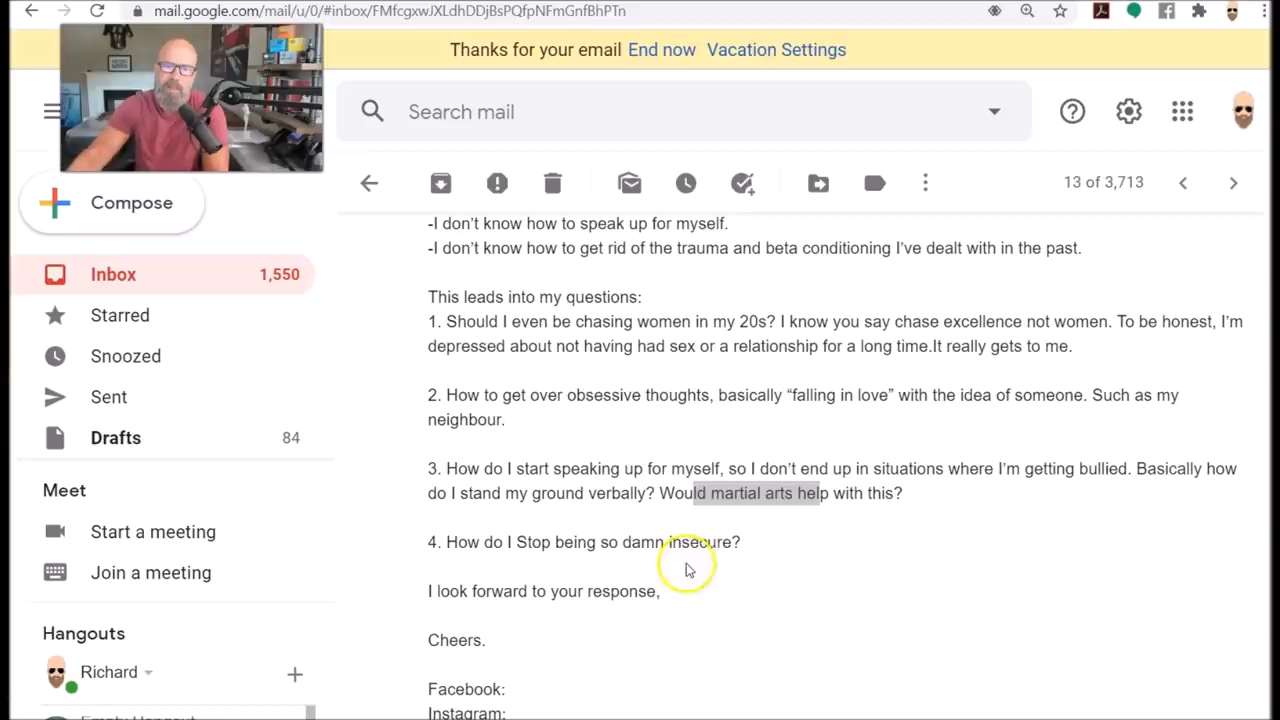 mail.google.com/mail/u/0/#inbox/FMfcgxwJXLdhDDjBsPQfpNFmGnfBhPTn
Thanks for your email End now Vacation Settings
Search mail
Compose
13 of 3,713
-I don't know how to speak up for myself.
-I don't know how to get rid of the trauma and beta conditioning I've dealt with in the past.
Inbox 1,550
This leads into my questions:
Starred
1. Should I even be chasing women in my 20s? I know you say chase excellence not women. To be honest, I'm
depressed about not having had sex or a relationship for a long time.It really gets to me.
Snoozed
Sent
2. How to get over obsessive thoughts, basically “falling in love” with the idea of someone. Such as my
neighbour.
Drafts 84
3. How do I start speaking up for myself, so I don't end up in situations where I'm getting bullied. Basically how
do I stand my ground verbally? Would martial arts help with this?
Meet
Start a meeting
4. How do I Stop being so damn insecure?
Join a meeting
I look forward to your response,
Hangouts
Cheers.
Richard
Facebook:
Instagram: